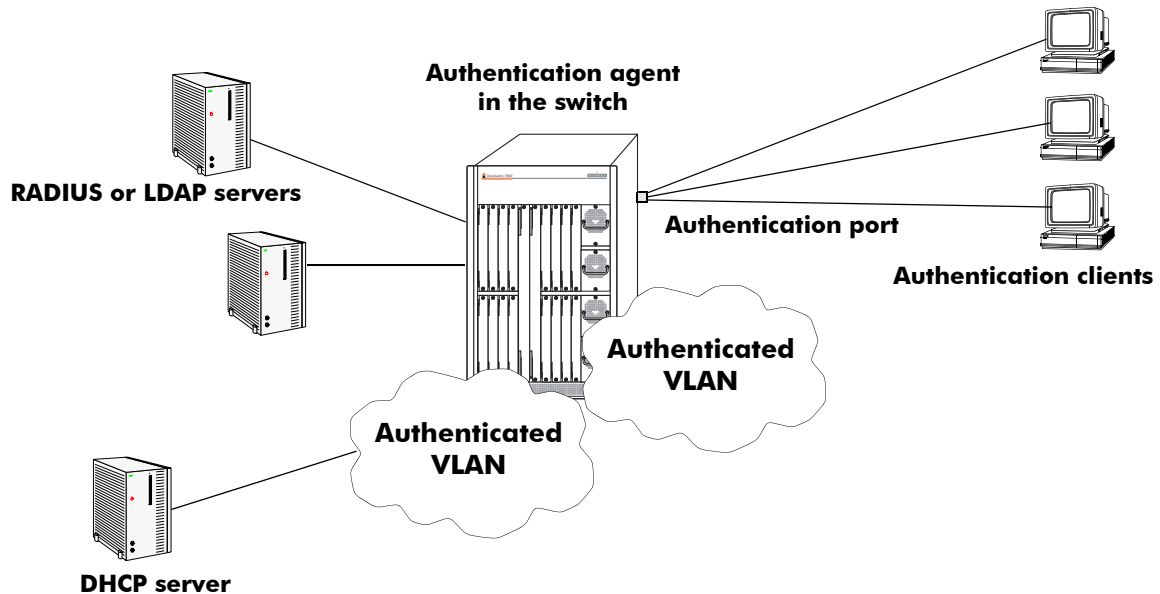 Authentication agent
in the switch
RADIUS or LDAP servers
Authentication port
Authentication clients
Authenticated
VLAN
Authenticated
VLAN
DHCP server